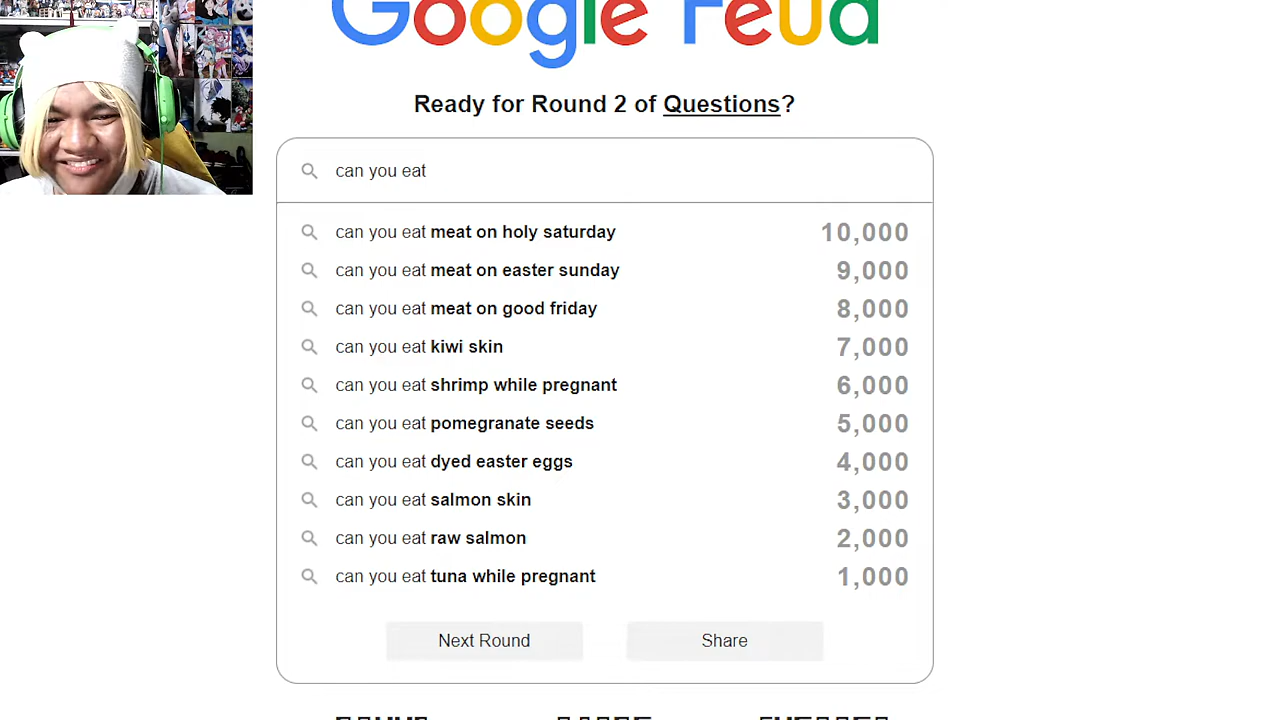 Google Feud
Ready for Round 2 of Questions?
can you eat
can you eat meat on holy saturday 10,000
can you eat meat on easter sunday 9,000
can you eat meat on good friday 8,000
can you eat kiwi skin 7,000
can you eat shrimp while pregnant 6,000
can you eat pomegranate seeds 5,000
can you eat dyed easter eggs 4,000
can you eat salmon skin 3,000
can you eat raw salmon 2,000
can you eat tuna while pregnant 1,000
Next Round Share